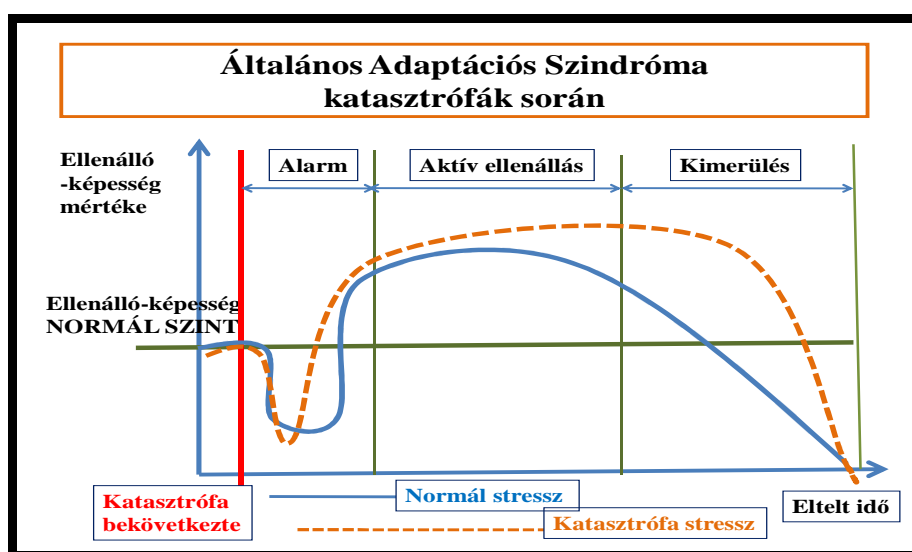 Általános Adaptációs Szindróma
katasztrófák során
Ellenálló
-képesség
mértéke
Alarm
Aktív ellenállás
Kimerülés
Ellenálló-képesség
NORMÁL SZINT
Katasztrófa
bekövetkezte
Normál stressz
Katasztrófa stressz
Eltelt idő